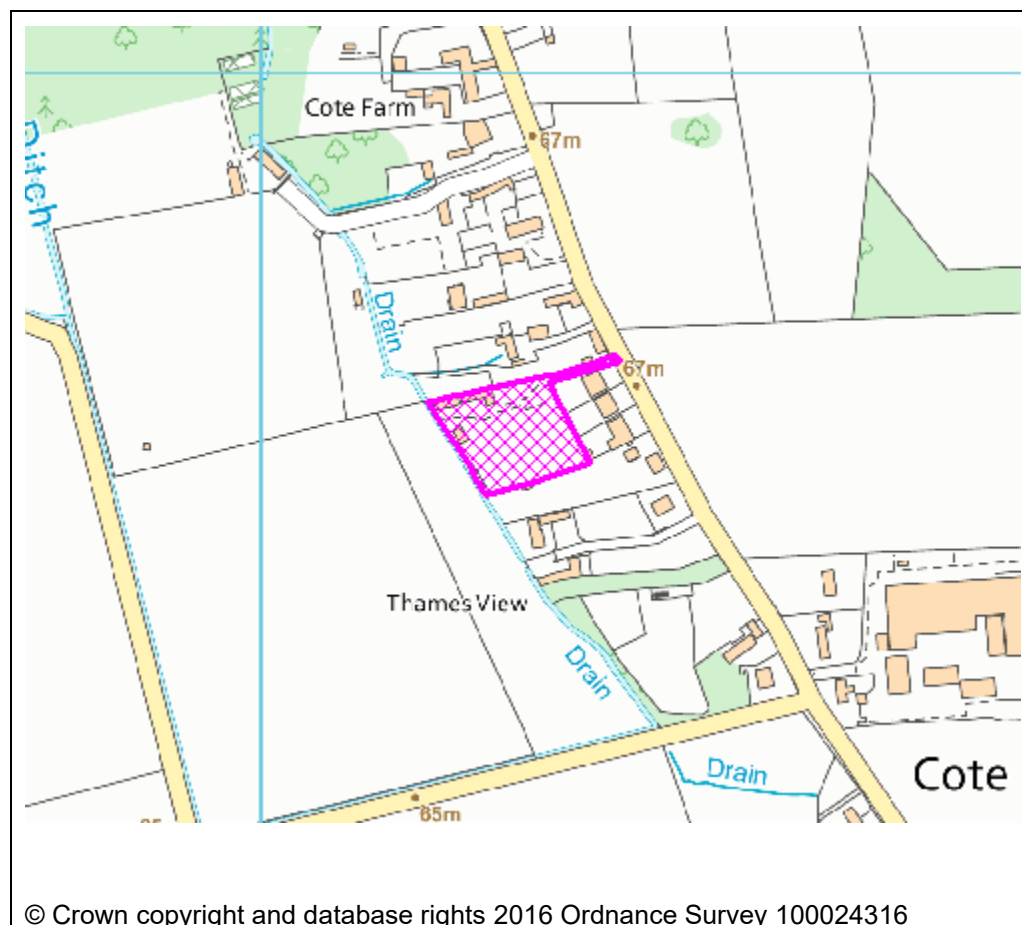 Cote Farm
67m
Ditch
Drain
67m
Thames View
Drain
Drain
Cote
65m
© Crown copyright and database rights 2016 Ordnance Survey 100024316